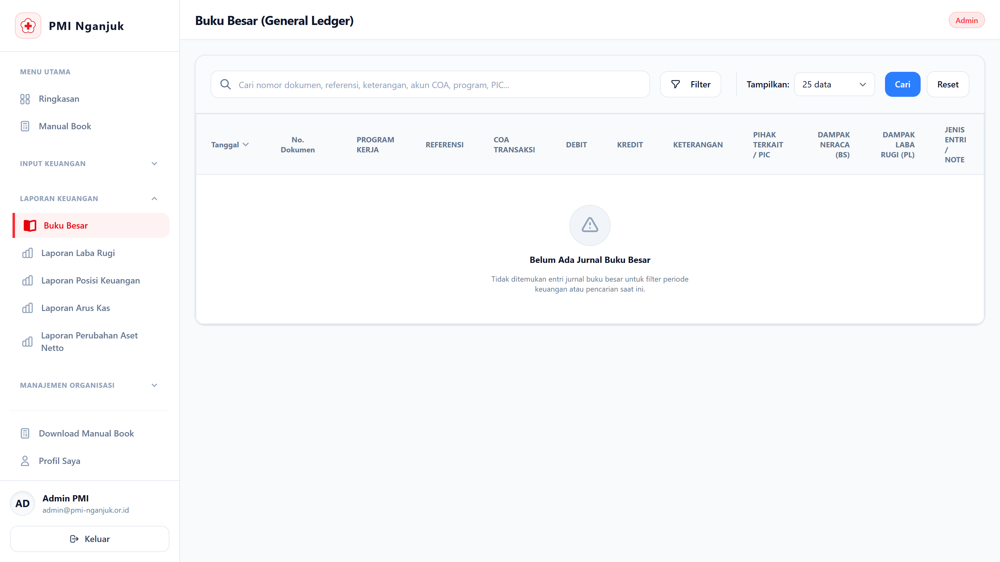 PMI Nganjuk
MENU UTAMA
Ringkasan
Manual Book
INPUT KEUANGAN
LAPORAN KEUANGAN
Buku Besar
Laporan Laba Rugi
Laporan Posisi Keuangan
Laporan Arus Kas
Laporan Perubahan Aset
Netto
MANAJEMEN ORGANISASI
Download Manual Book
Profil Saya
AD
Admin PMI
admin@pmi-nganjuk.or.id
Keluar
Buku Besar (General Ledger)
Admin
Cari nomor dokumen, referensi, keterangan, akun COA, program, PIC...
Filter
Tampilkan:
25 data
Cari
Reset
Tanggal
No.
Dokumen
PROGRAM
KERJA
REFERENSI
COA
TRANSAKSI
DEBIT
KREDIT
KETERANGAN
PIHAK
TERKAIT
/ PIC
DAMPAK
NERACA
(BS)
DAMPAK
LABA
RUGI (PL)
JENIS
ENTRI
/
NOTE
Belum Ada Jurnal Buku Besar
Tidak ditemukan entri jurnal buku besar untuk filter periode
keuangan atau pencarian saat ini.